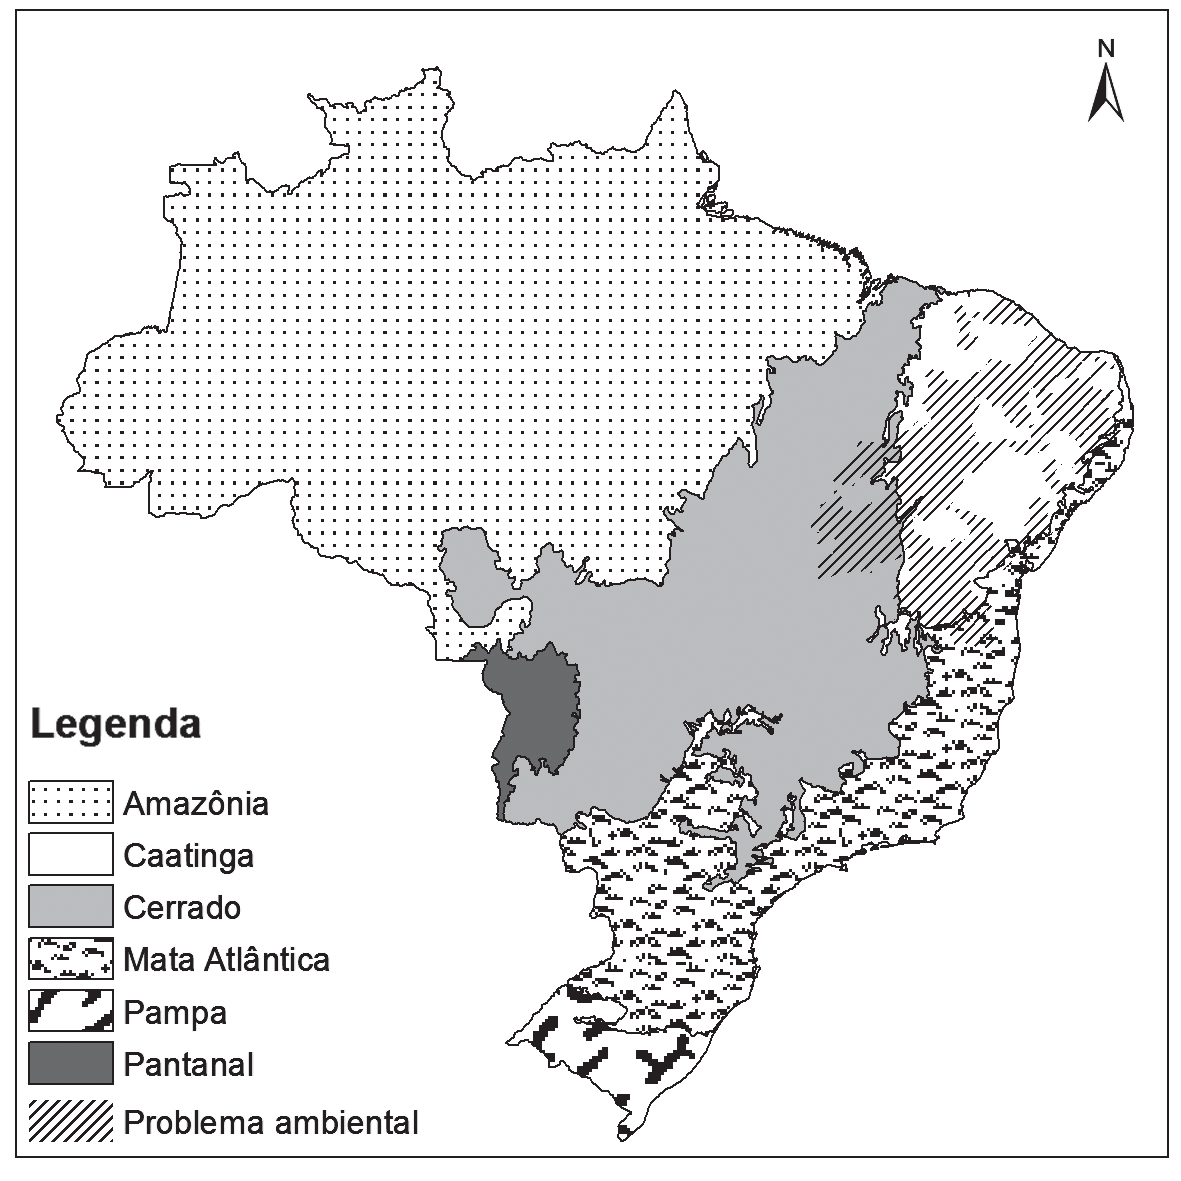 N
Legenda
Amazônia
Caatinga
Cerrado
Mata Atlântica
Pampa
Pantanal
Problema ambiental